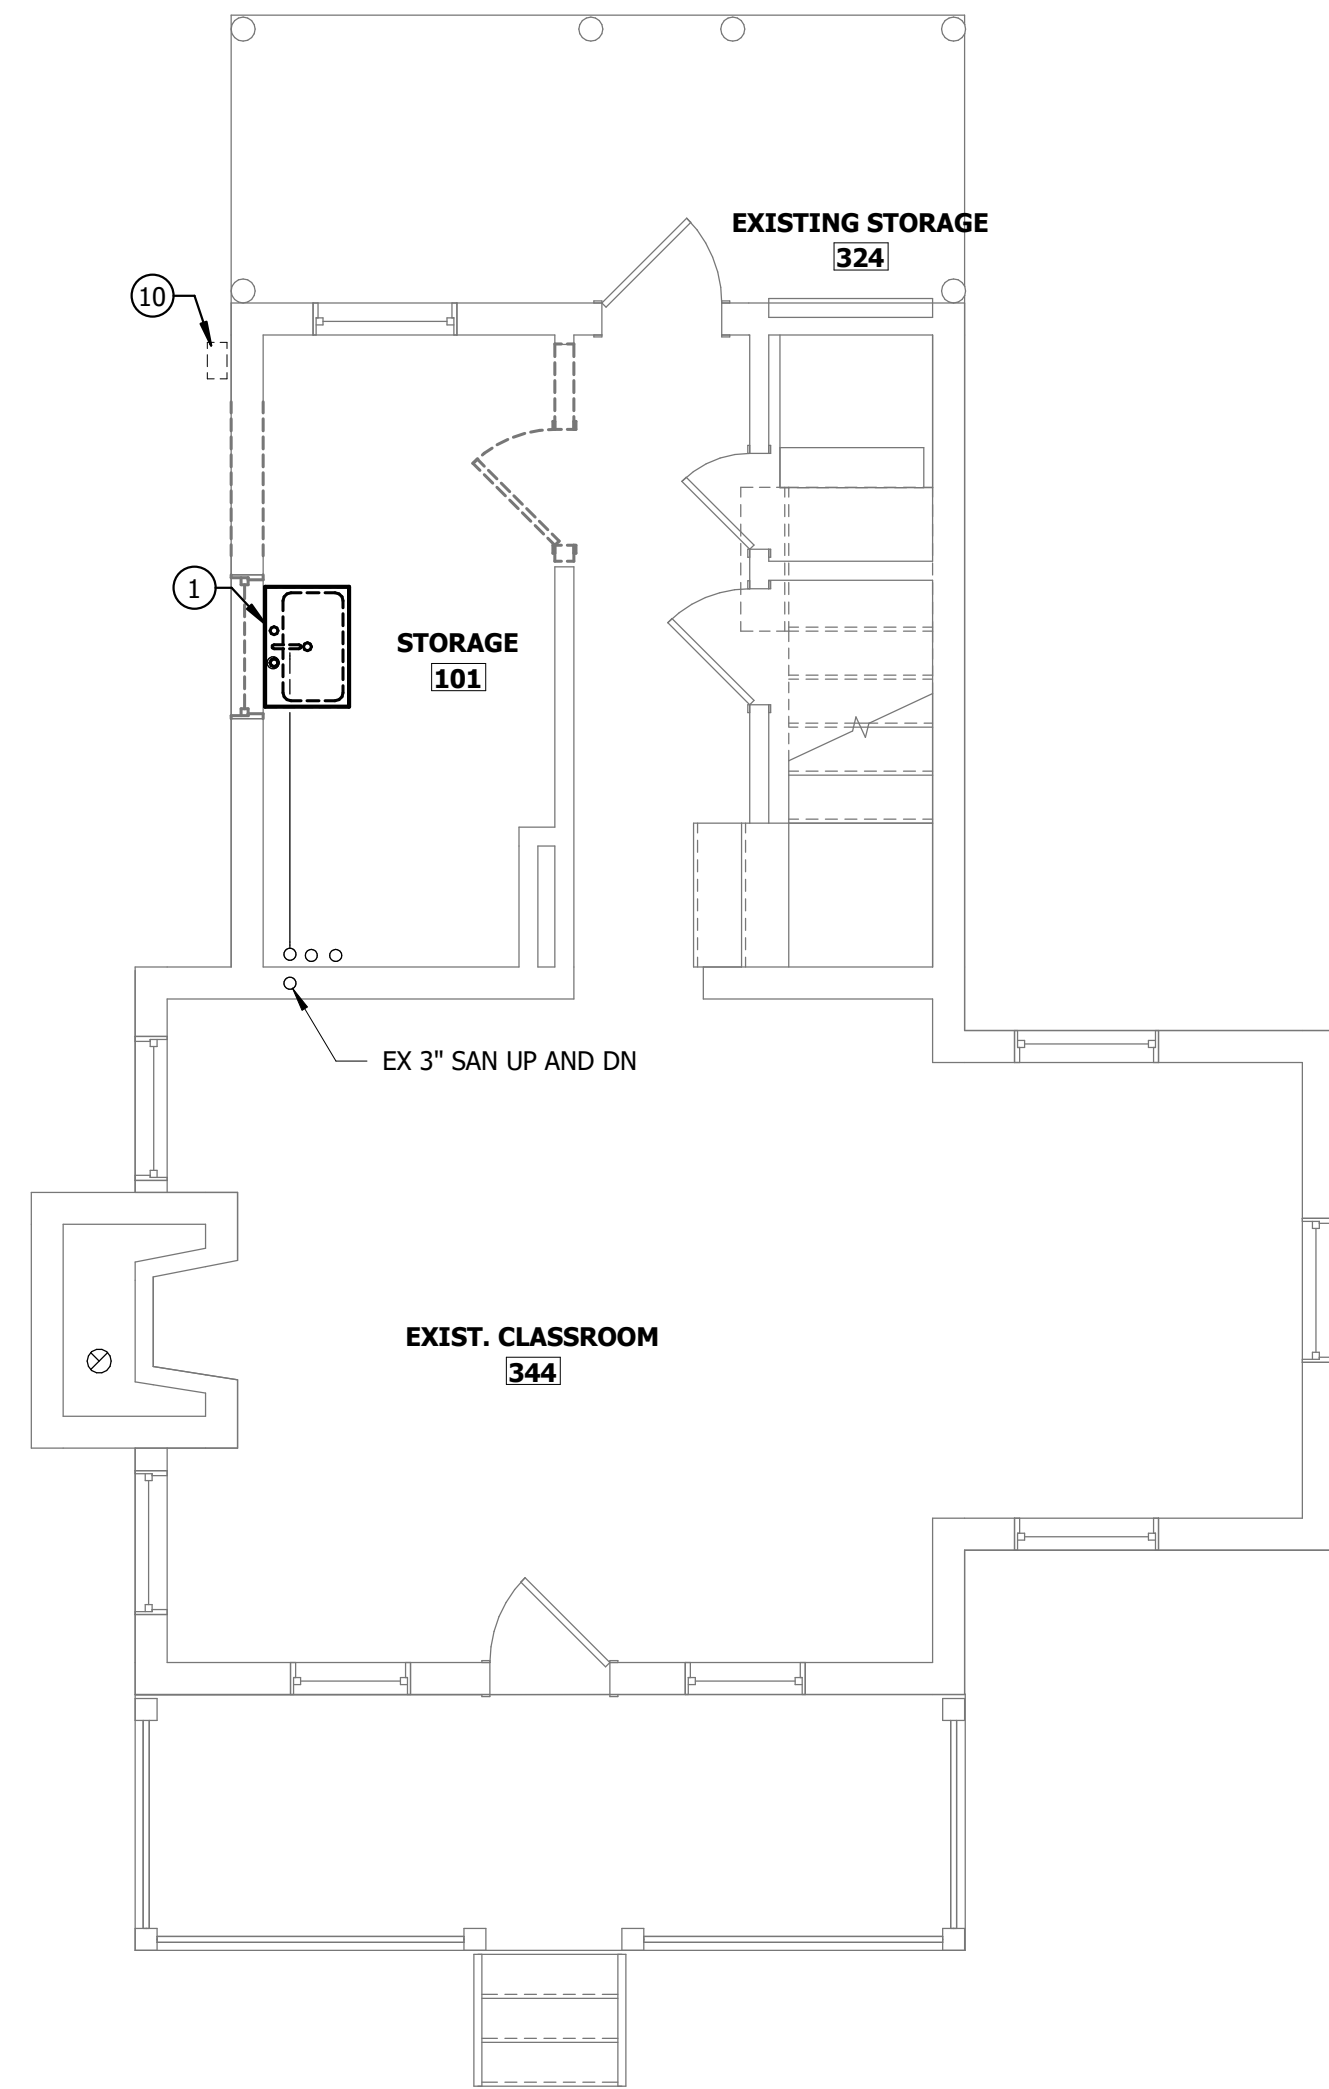 EXISTING STORAGE
324
10
1
STORAGE
101
EX 3" SAN UP AND DN
EXIST. CLASSROOM
344